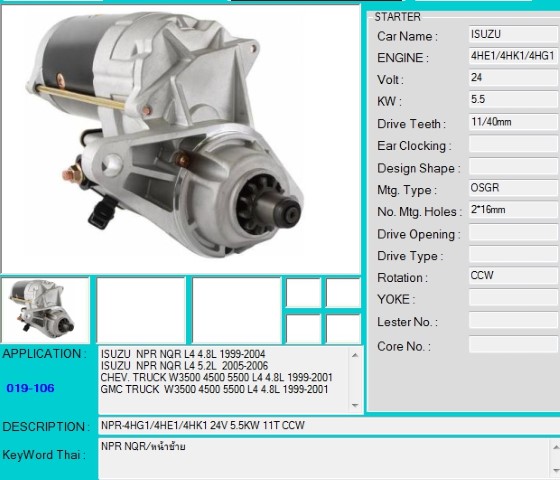 STARTER
Car Name : ISUZU
ENGINE : 4HE1/4HK1/4HG1
Volt : 24
KW : 5.5
Drive Teeth : 11/40mm
Ear Clocking :
Design Shape :
Mtg. Type : OSGR
No. Mtg. Holes : 2*16mm
Drive Opening :
Drive Type :
Rotation : CCW
YOKE :
Lester No. :
Core No. :
APPLICATION :
019-106
ISUZU NPR NQR L4 4.8L 1999-2004
ISUZU NPR NQR L4 5.2L 2005-2006
CHEV. TRUCK W3500 4500 5500 L4 4.8L 1999-2001
GMC TRUCK W3500 4500 5500 L4 4.8L 1999-2001
DESCRIPTION : NPR-4HG1/4HE1/4HK1 24V 5.5KW 11T CCW
KeyWord Thai : NPR NQR/หน้าซ้าย